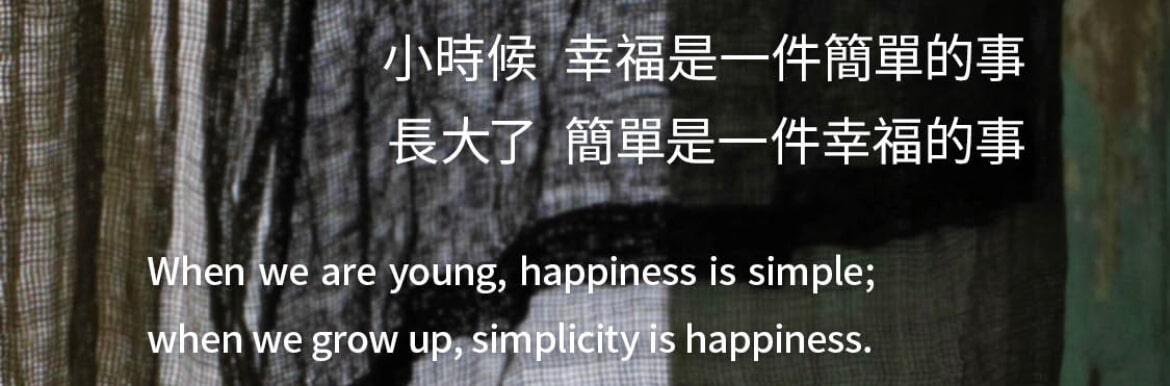 小時候 幸福是一件簡單的事
長大了 簡單是一件幸福的事
When we are young, happiness is simple;
when we grow up, simplicity is happiness.